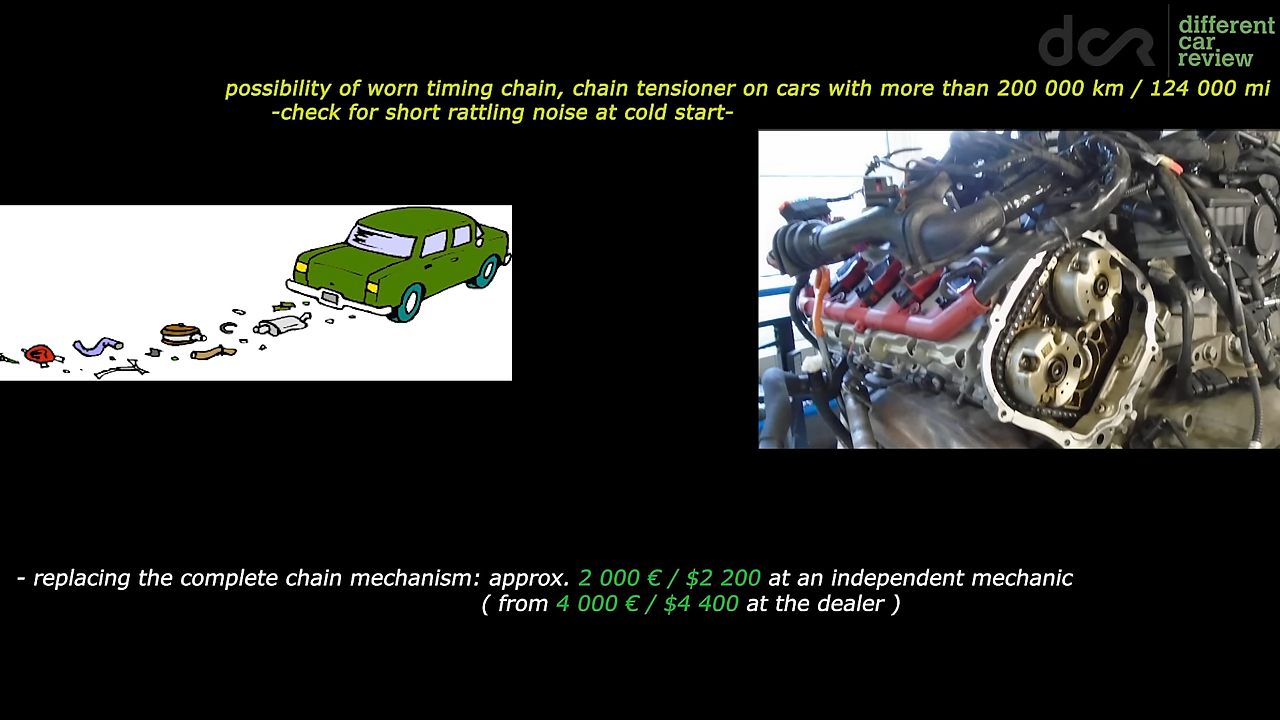 dcr
different
car
review
possibility of worn timing chain, chain tensioner on cars with more than 200 000 km / 124 000 mi
-check for short rattling noise at cold start-
- replacing the complete chain mechanism: approx. 2 000 € / $2 200 at an independent mechanic
( from 4 000 € / $4 400 at the dealer )